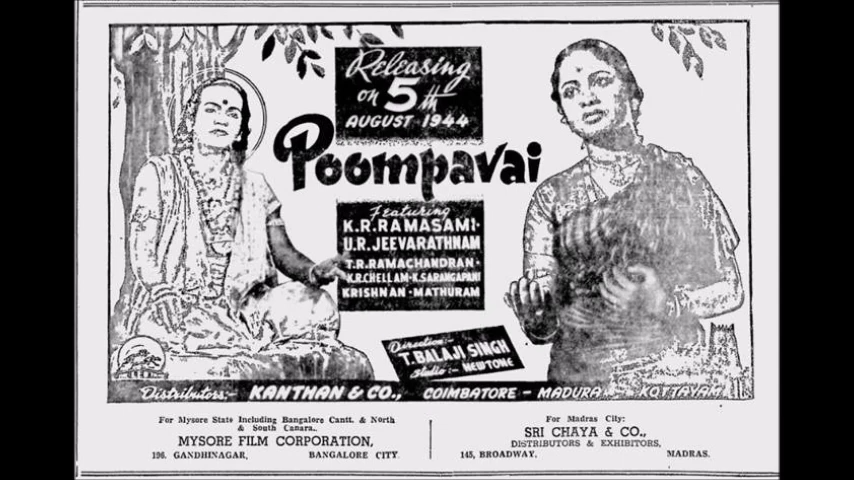 Releasing
on 5th
AUGUST 1944
Poompavai
Featuring
K.R.RAMASAMI-
U.R.JEEVARATHNAM
T.R.RAMACHANDRAN-
K.R.CHELLAM-K.SARANGAPANI
KRISHNAN-MATHURAM
Direction:-
T.BALAJI SINGH
Studio:- NEWTONE
Distributors:- KANTHAN & CO., COIMBATORE - MADURA - KOTTAYAM
For Mysore State Including Bangalore Cantt. & North
& South Canara.
MYSORE FILM CORPORATION,
196. GANDHINAGAR, BANGALORE CITY.
For Madras City:
SRI CHAYA & CO.,
DISTRIBUTORS & EXHIBITORS,
145, BROADWAY. MADRAS.